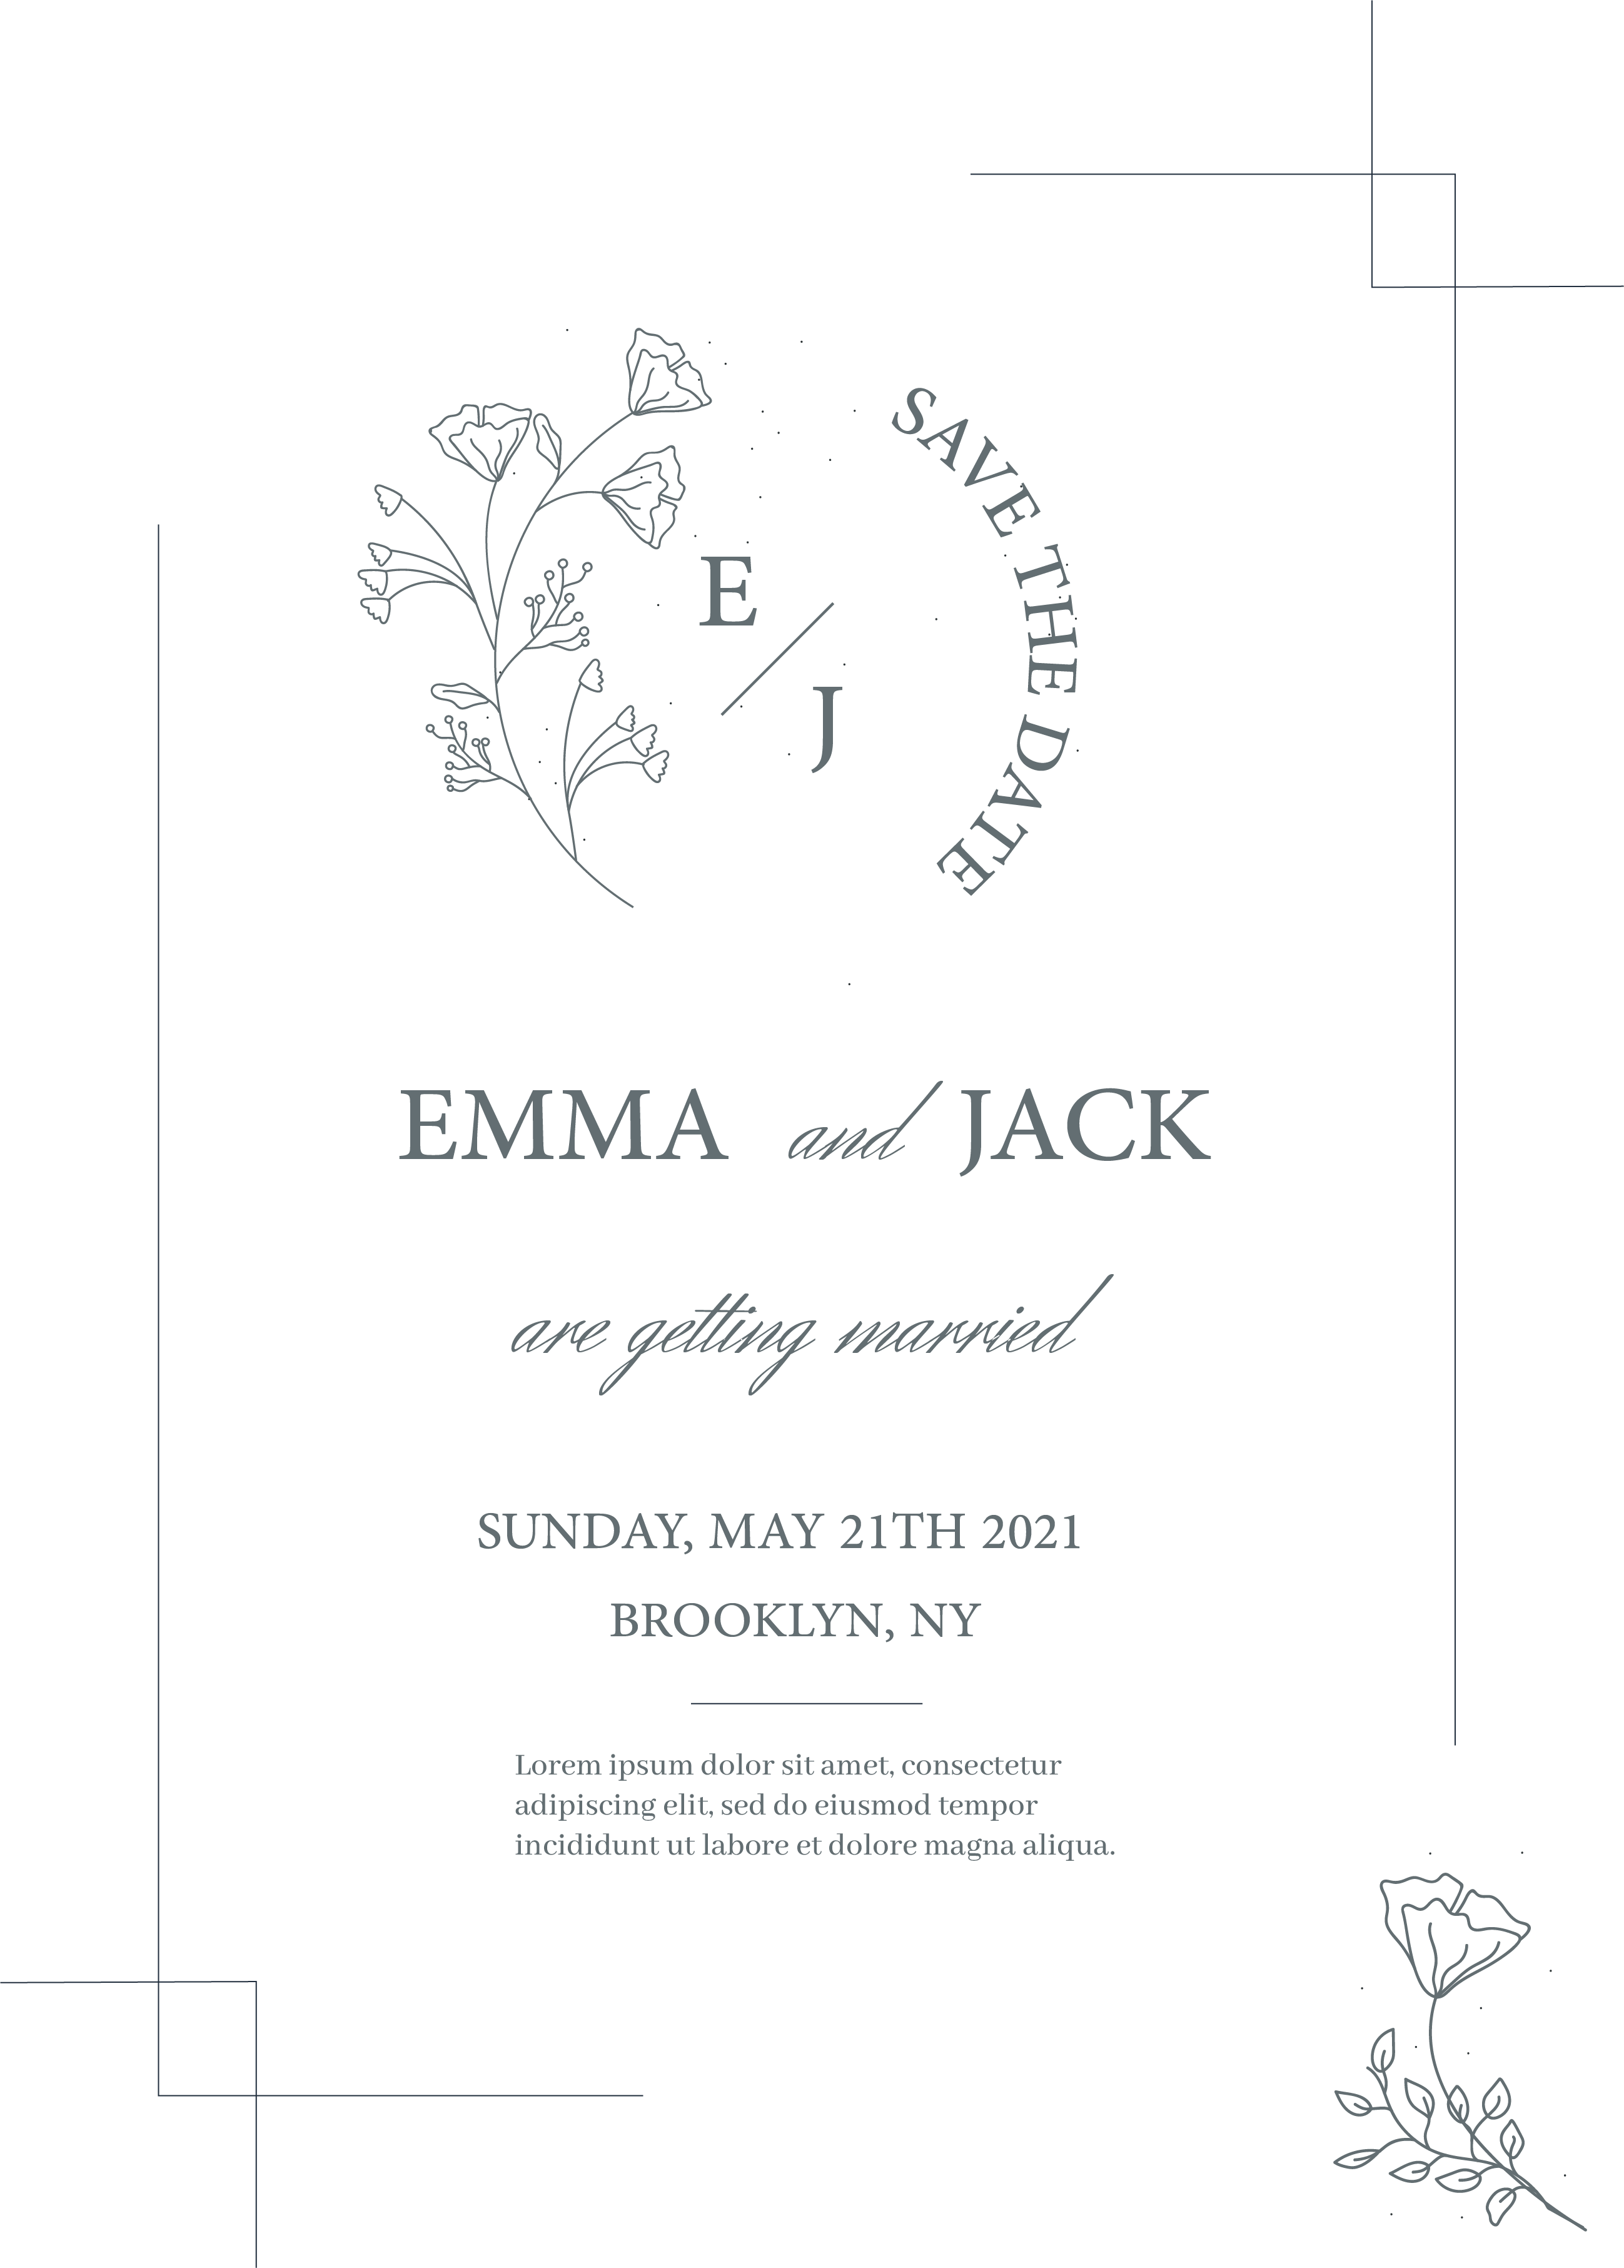 SAVE THE DATE
E
J
EMMA and JACK
are getting married
SUNDAY, MAY 21TH 2021
BROOKLYN, NY
Lorem ipsum dolor sit amet, consectetur
adipiscing elit, sed do eiusmod tempor
incididunt ut labore et dolore magna aliqua.